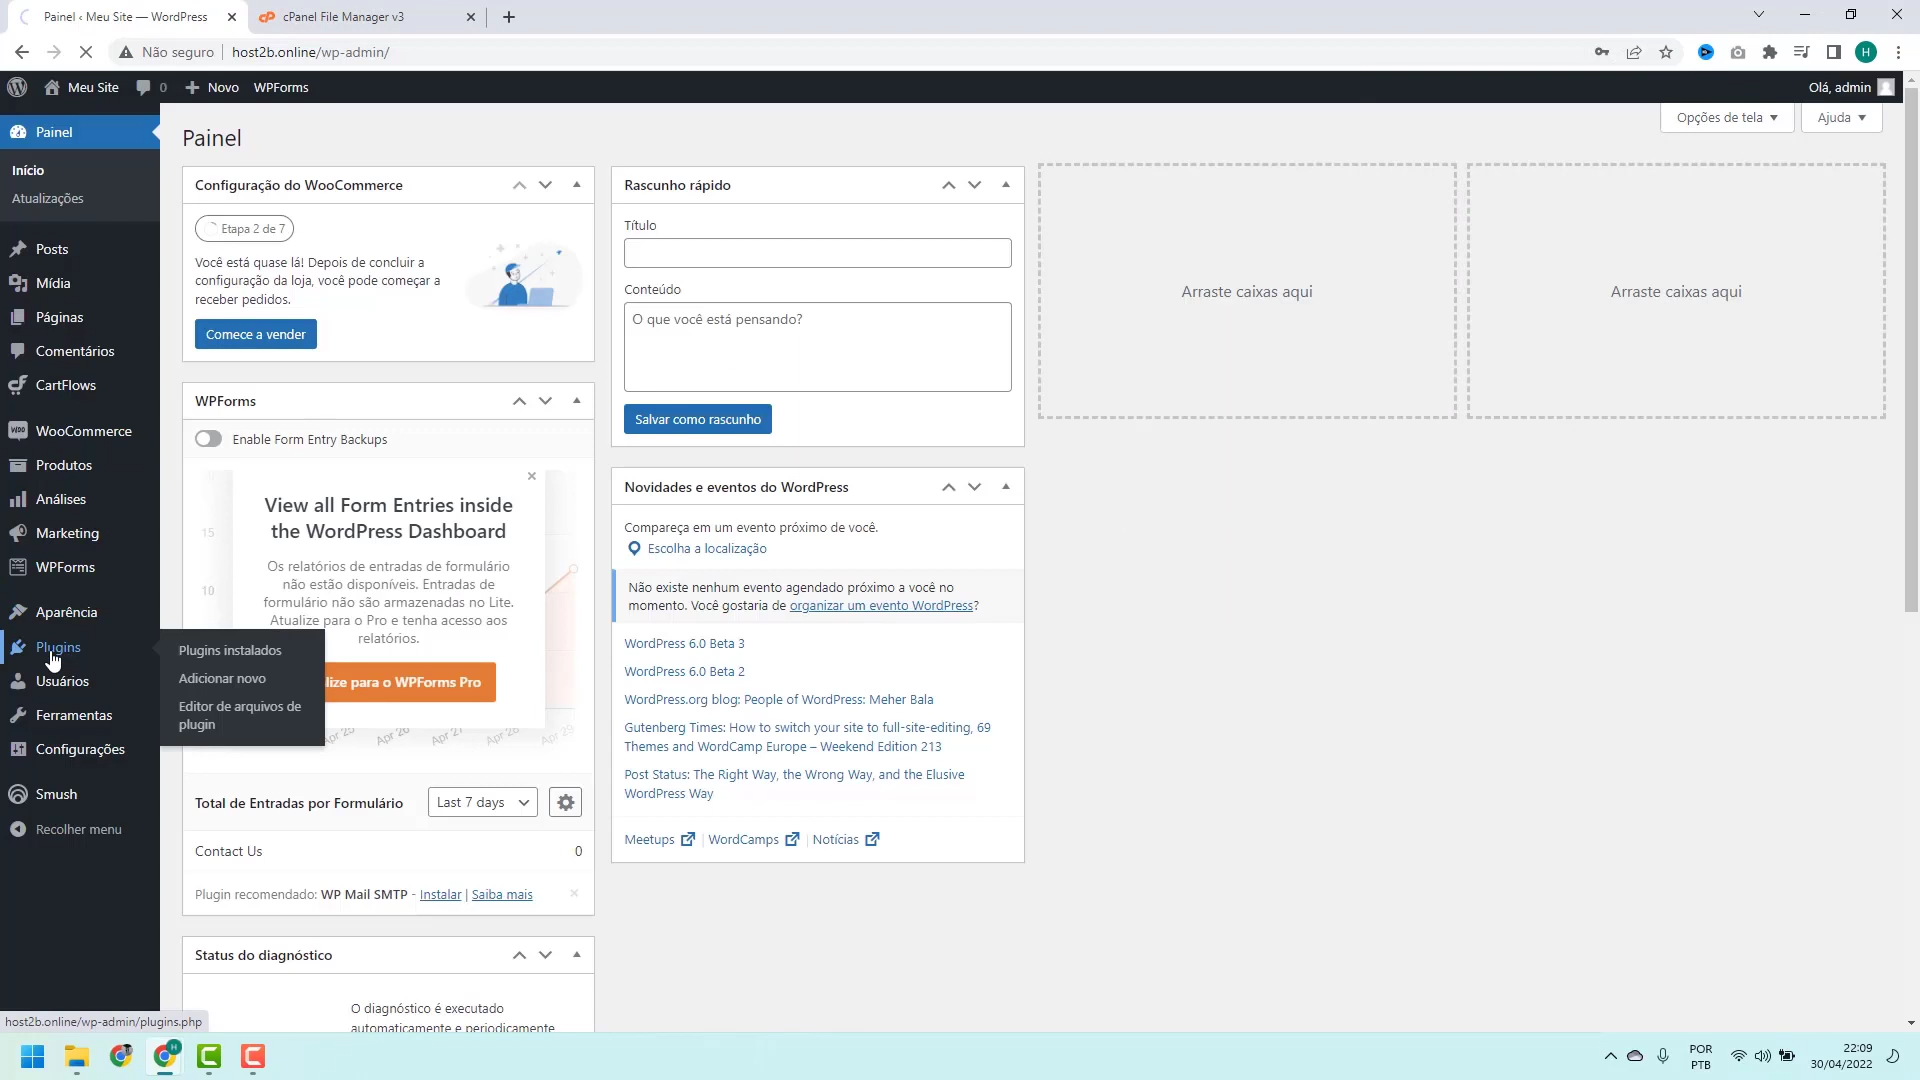 Painel ‹ Meu Site — WordPress
cPanel File Manager v3
Não seguro
host2b.online/wp-admin/
H
Meu Site
0
Novo
WPForms
Olá, admin
Opções de tela
Ajuda
Painel
Início
Atualizações
Posts
Mídia
Páginas
Comentários
CartFlows
WooCommerce
Produtos
Análises
Marketing
WPForms
Aparência
Plugins
Usuários
Ferramentas
Configurações
Smush
Recolher menu
Plugins instalados
Adicionar novo
Editor de arquivos de
plugin
Painel
Configuração do WooCommerce
Etapa 2 de 7
Você está quase lá! Depois de concluir a
configuração da loja, você pode começar a
receber pedidos.
Comece a vender
WPForms
Enable Form Entry Backups
15
10
View all Form Entries inside
the WordPress Dashboard
Os relatórios de entradas de formulário
não estão disponíveis. Entradas de
formulário não são armazenadas no Lite.
Atualize para o Pro e tenha acesso aos
relatórios.
lize para o WPForms Pro
Apr 25
Apr 26
Apr 27
Apr 28
Apr 29
Total de Entradas por Formulário
Last 7 days
Contact Us
0
Plugin recomendado: WP Mail SMTP - Instalar | Saiba mais
Status do diagnóstico
O diagnóstico é executado
automaticamente e periodicamente
Rascunho rápido
Título
Conteúdo
O que você está pensando?
Salvar como rascunho
Novidades e eventos do WordPress
Compareça em um evento próximo de você.
Escolha a localização
Não existe nenhum evento agendado próximo a você no
momento. Você gostaria de organizar um evento WordPress?
WordPress 6.0 Beta 3
WordPress 6.0 Beta 2
WordPress.org blog: People of WordPress: Meher Bala
Gutenberg Times: How to switch your site to full-site-editing, 69
Themes and WordCamp Europe – Weekend Edition 213
Post Status: The Right Way, the Wrong Way, and the Elusive
WordPress Way
Meetups | WordCamps | Notícias
Arraste caixas aqui
Arraste caixas aqui
host2b.online/wp-admin/plugins.php
POR
PTB
22:09
30/04/2022